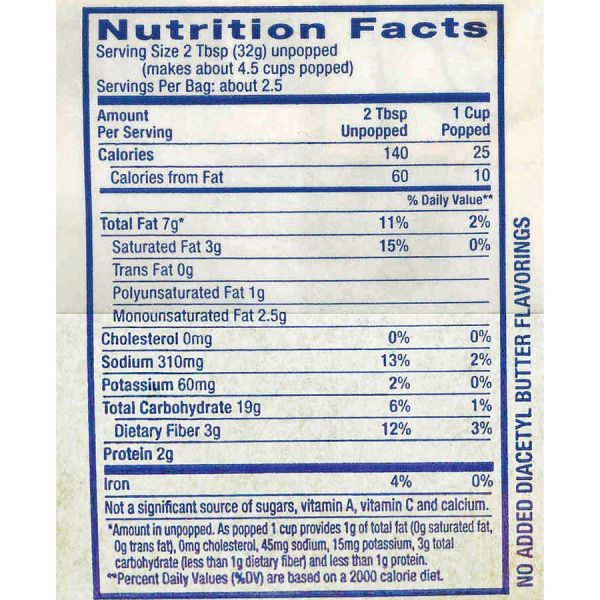 Nutrition Facts
Serving Size 2 Tbsp (32g) unpopped
(makes about 4.5 cups popped)
Servings Per Bag: about 2.5
Amount Per Serving 2 Tbsp Unpopped 1 Cup Popped
Calories 140 25
Calories from Fat 60 10
% Daily Value**
Total Fat 7g* 11% 2%
Saturated Fat 3g 15% 0%
Trans Fat 0g
Polyunsaturated Fat 1g
Monounsaturated Fat 2.5g
Cholesterol 0mg 0% 0%
Sodium 310mg 13% 2%
Potassium 60mg 2% 0%
Total Carbohydrate 19g 6% 1%
Dietary Fiber 3g 12% 3%
Protein 2g
Iron 4% 0%
Not a significant source of sugars, vitamin A, vitamin C and calcium.
*Amount in unpopped. As popped 1 cup provides 1g of total fat (0g saturated fat,
0g trans fat), 0mg cholesterol, 45mg sodium, 15mg potassium, 3g total
carbohydrate (less than 1g dietary fiber) and less than 1g protein.
**Percent Daily Values (%DV) are based on a 2000 calorie diet.
NO ADDED DIACETYL BUTTER FLAVORINGS